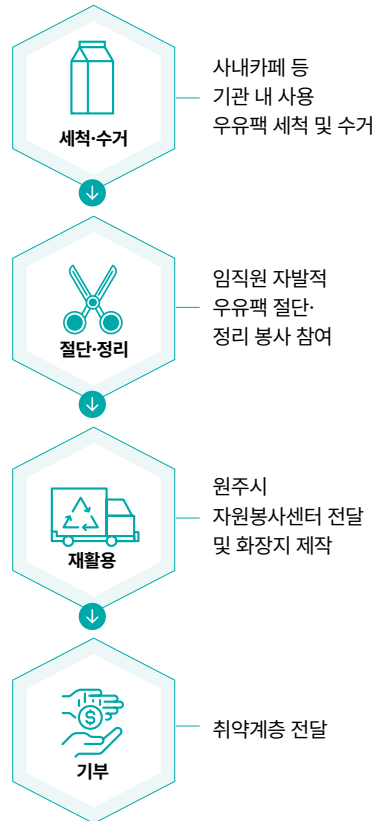 세척·수거
사내카페 등
기관 내 사용
우유팩 세척 및 수거
절단·정리
임직원 자발적
우유팩 절단·
정리 봉사 참여
재활용
원주시
자원봉사센터 전달
및 화장지 제작
$
기부
취약계층 전달